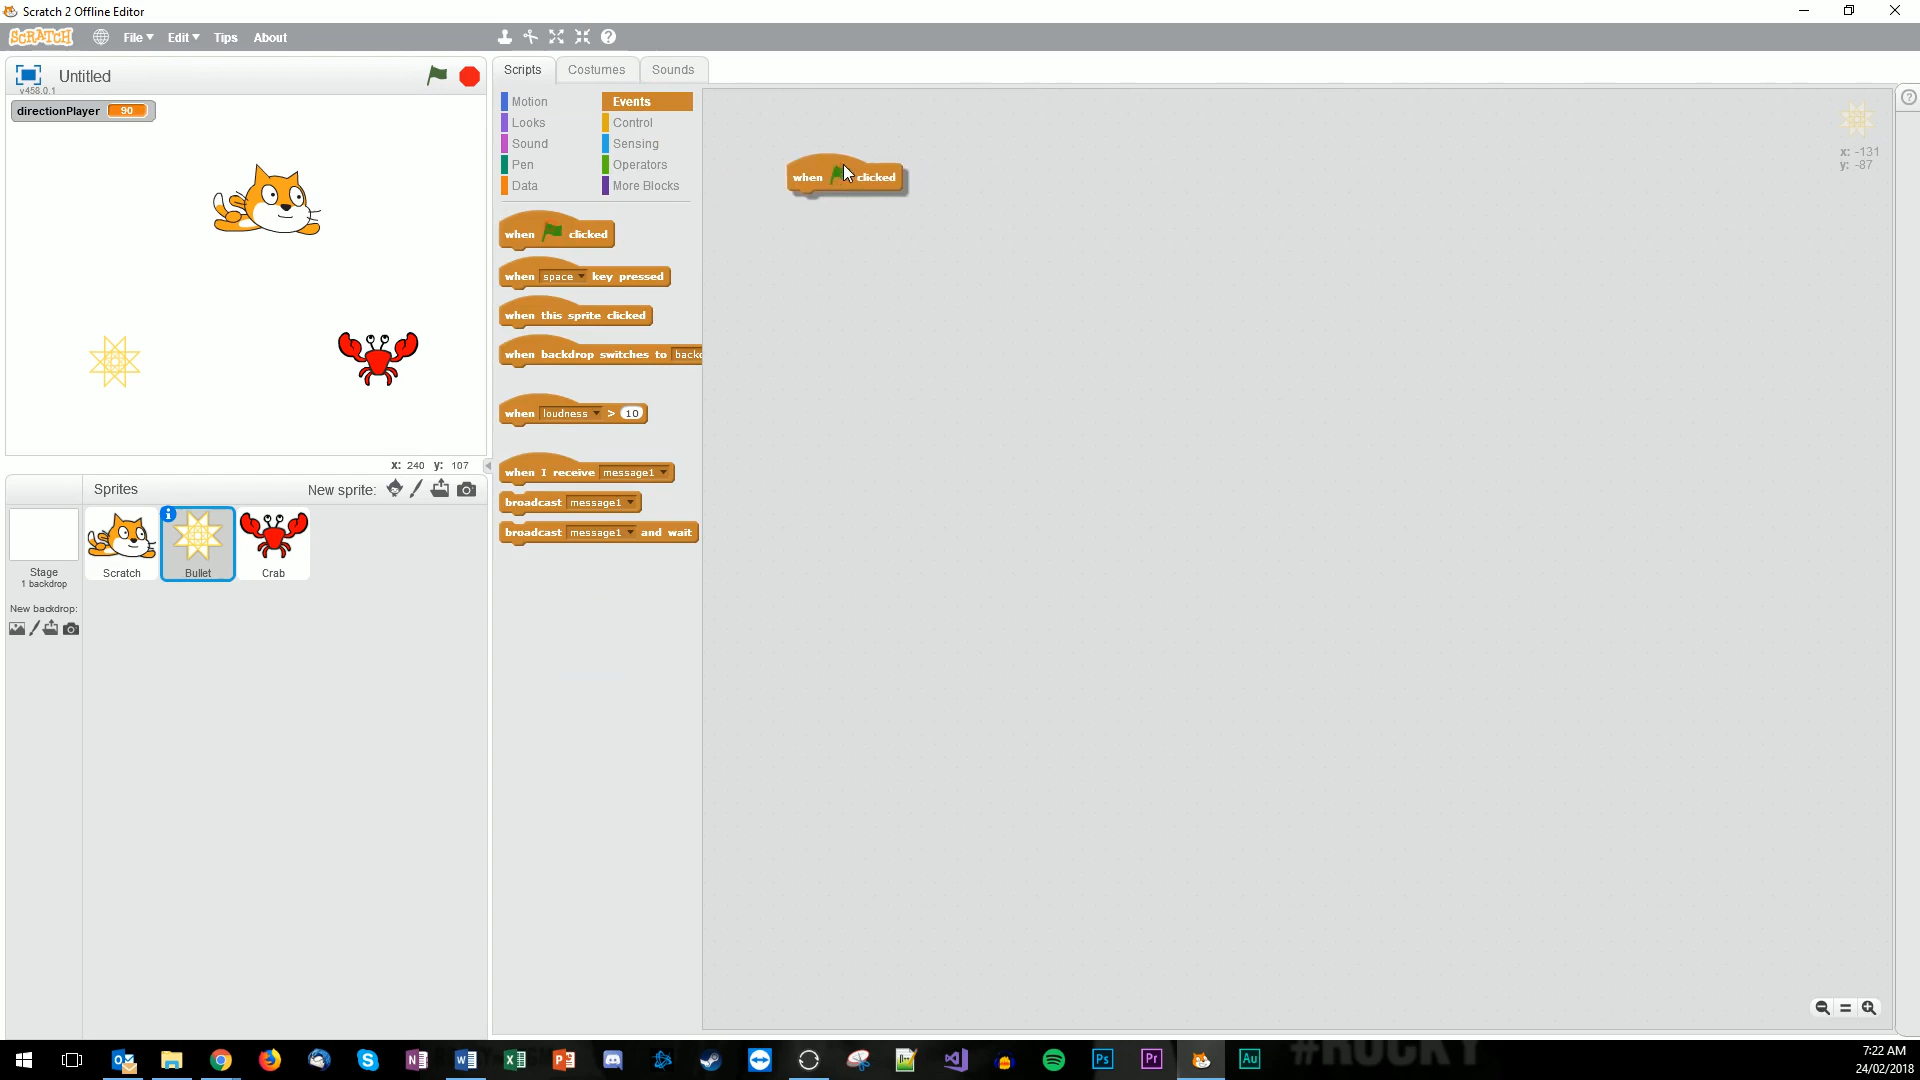 Scratch 2 Offline Editor
SCRATCH File Edit Tips About
Untitled
v458.0.1
directionPlayer 90
x: 240 y: 107
Sprites New sprite:
Scratch Bullet Crab
Stage
1 backdrop
New backdrop:
Scripts Costumes Sounds
Motion Events
Looks Control
Sound Sensing
Pen Operators
Data More Blocks
when clicked
when space key pressed
when this sprite clicked
when backdrop switches to
when loudness > 10
when I receive message1
broadcast message1
broadcast message1 and wait
when clicked
x: -131
y: -87
#ROCKY
7:22 AM
24/02/2018